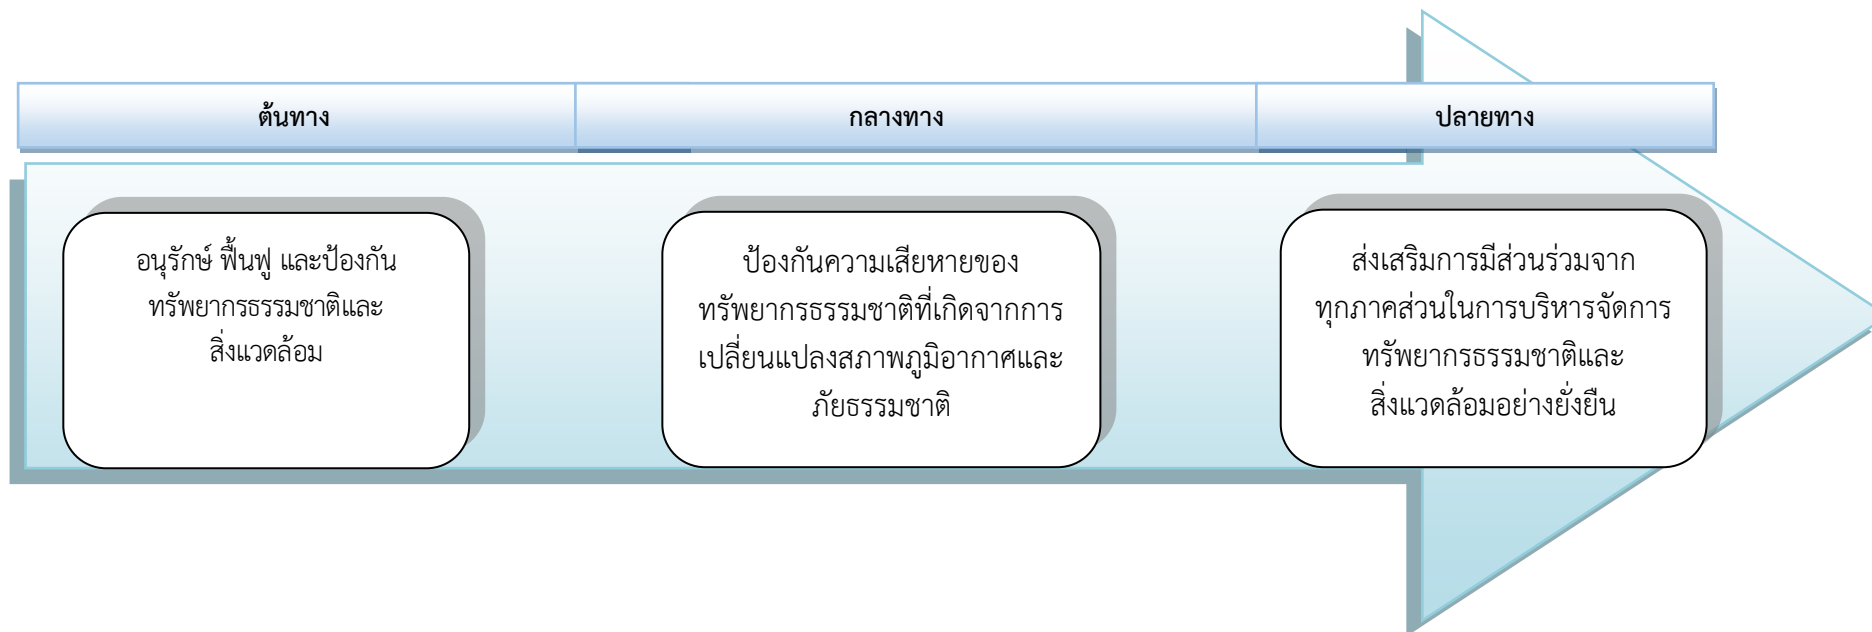 ต้นทาง
กลางทาง
ปลายทาง
อนุรักษ์ ฟื้นฟู และป้องกัน
ทรัพยากรธรรมชาติและ
สิ่งแวดล้อม
ป้องกันความเสียหายของ
ทรัพยากรธรรมชาติที่เกิดจากการ
เปลี่ยนแปลงสภาพภูมิอากาศและ
ภัยธรรมชาติ
ส่งเสริมการมีส่วนร่วมจาก
ทุกภาคส่วนในการบริหารจัดการ
ทรัพยากรธรรมชาติและ
สิ่งแวดล้อมอย่างยั่งยืน